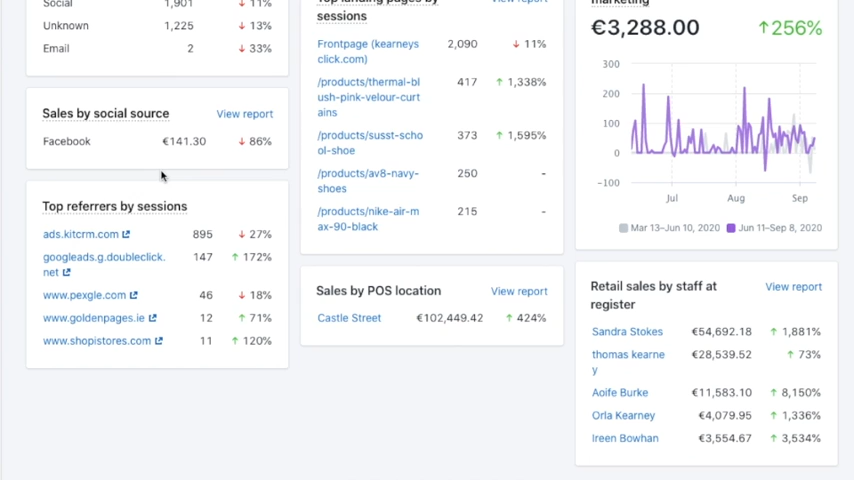 Social 1,901 ↓ 11%
Unknown 1,225 ↓ 13%
Email 2 ↓ 33%
Sales by social source View report
Facebook €141.30 ↓ 86%
Top referrers by sessions
ads.kitcrm.com 895 ↓ 27%
googleads.g.doubleclick. 147 ↑ 172%
net
www.pexgle.com 46 ↓ 18%
www.goldenpages.ie 12 ↑ 71%
www.shopistores.com 11 ↑ 120%
Top landing pages by View report
sessions
Frontpage (kearneys 2,090 ↓ 11%
click.com)
/products/thermal-bl 417 ↑ 1,338%
ush-pink-velour-curt
ains
/products/susst-scho 373 ↑ 1,595%
ol-shoe
/products/av8-navy- 250 -
shoes
/products/nike-air-m 215 -
ax-90-black
Sales by POS location View report
Castle Street €102,449.42 ↑ 424%
marketing
€3,288.00 ↑256%
300
200
100
0
-100
Jul Aug Sep
Mar 13–Jun 10, 2020 Jun 11–Sep 8, 2020
Retail sales by staff at View report
register
Sandra Stokes €54,692.18 ↑ 1,881%
thomas kearne €28,539.52 ↑ 73%
y
Aoife Burke €11,583.10 ↑ 8,150%
Orla Kearney €4,079.95 ↑ 1,336%
Ireen Bowhan €3,554.67 ↑ 3,534%